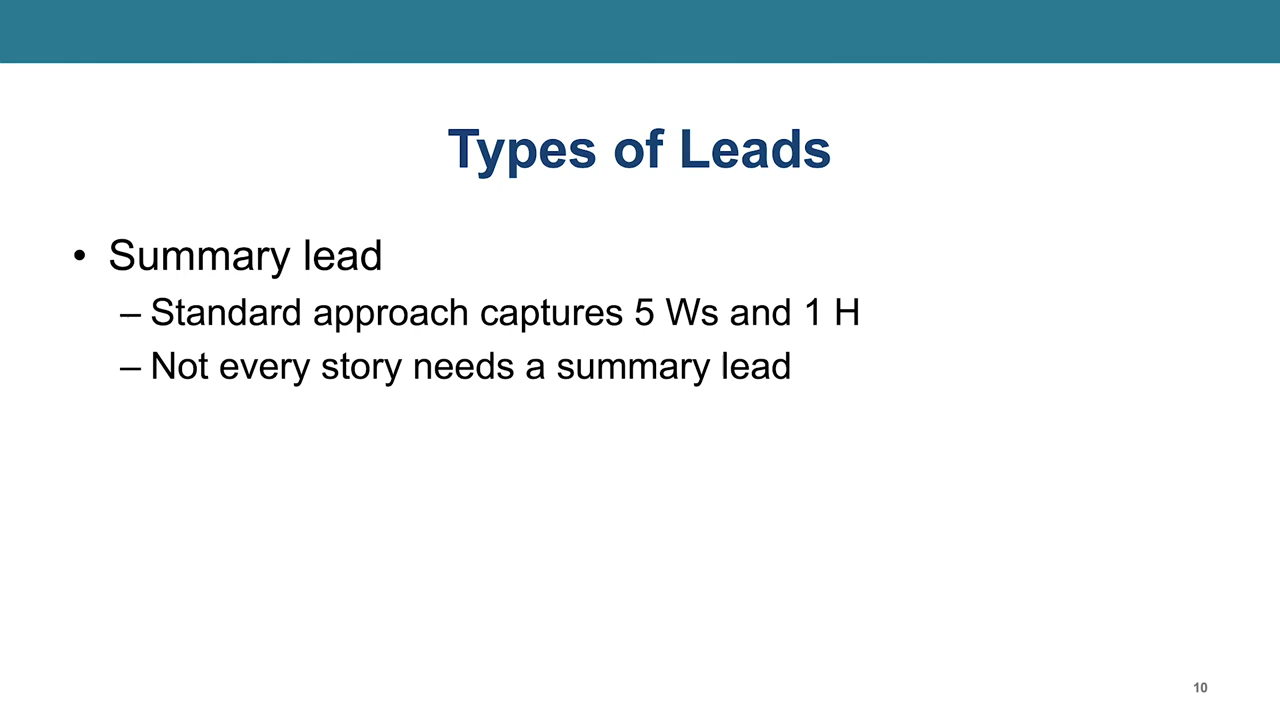 Types of Leads
• Summary lead
– Standard approach captures 5 Ws and 1 H
– Not every story needs a summary lead
10